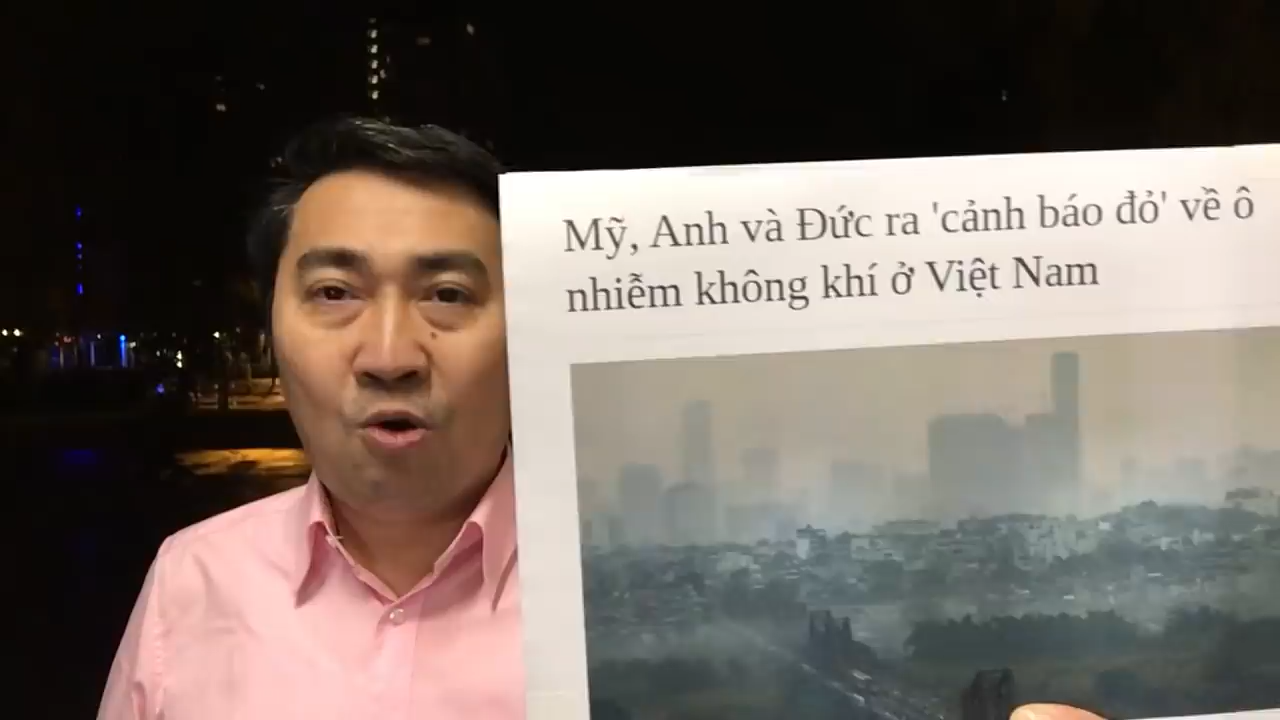 Mỹ, Anh và Đức ra 'cảnh báo đỏ' về ô
nhiễm không khí ở Việt Nam